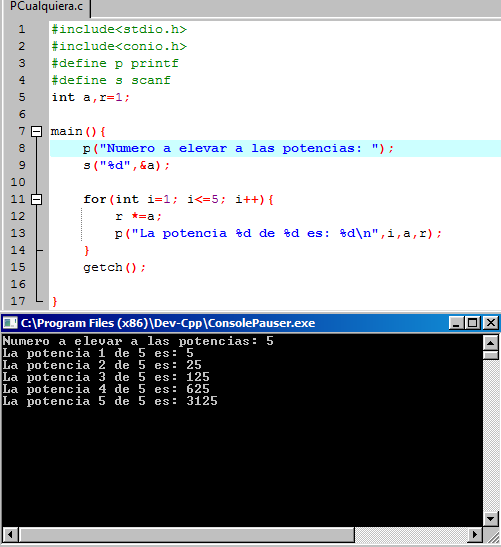 PCualquiera.c
1 #include<stdio.h>
2 #include<conio.h>
3 #define p printf
4 #define s scanf
5 int a,r=1;
6
7 main(){
8 p("Numero a elevar a las potencias: ");
9 s("%d",&a);
10
11 for(int i=1; i<=5; i++){
12 r *=a;
13 p("La potencia %d de %d es: %d\n",i,a,r);
14 }
15 getch();
16
17 }
C:\Program Files (x86)\Dev-Cpp\ConsolePauser.exe
Numero a elevar a las potencias: 5
La potencia 1 de 5 es: 5
La potencia 2 de 5 es: 25
La potencia 3 de 5 es: 125
La potencia 4 de 5 es: 625
La potencia 5 de 5 es: 3125